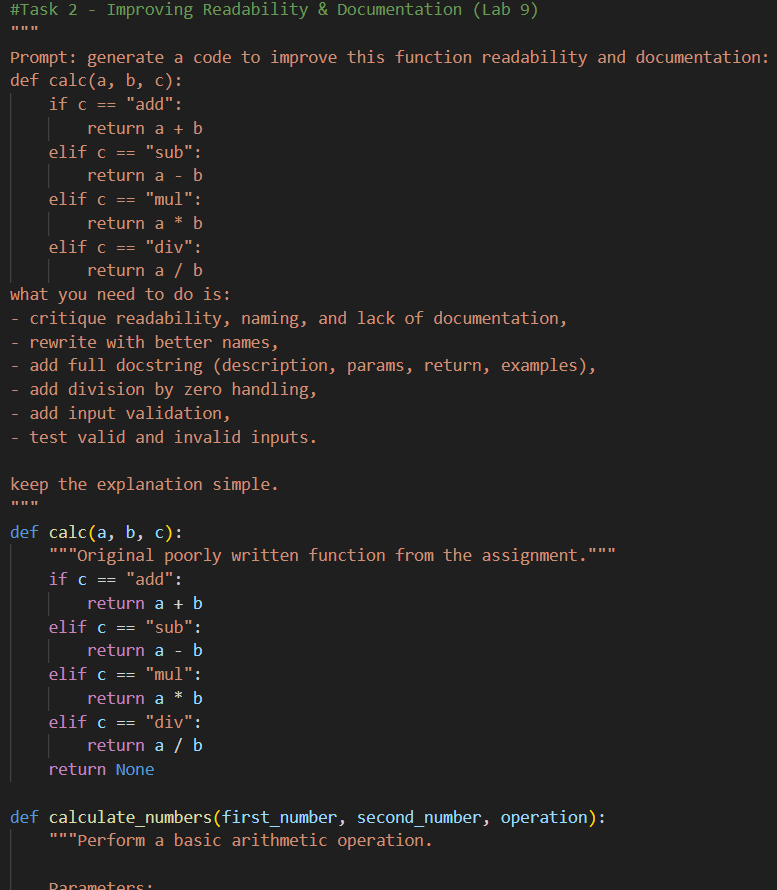 #Task 2 - Improving Readability & Documentation (Lab 9)
"""
Prompt: generate a code to improve this function readability and documentation:
def calc(a, b, c):
    if c == "add":
        return a + b
    elif c == "sub":
        return a - b
    elif c == "mul":
        return a * b
    elif c == "div":
        return a / b
what you need to do is:
- critique readability, naming, and lack of documentation,
- rewrite with better names,
- add full docstring (description, params, return, examples),
- add division by zero handling,
- add input validation,
- test valid and invalid inputs.

keep the explanation simple.
"""
def calc(a, b, c):
    """Original poorly written function from the assignment."""
    if c == "add":
        return a + b
    elif c == "sub":
        return a - b
    elif c == "mul":
        return a * b
    elif c == "div":
        return a / b
    return None

def calculate_numbers(first_number, second_number, operation):
    """Perform a basic arithmetic operation.

    Parameters: